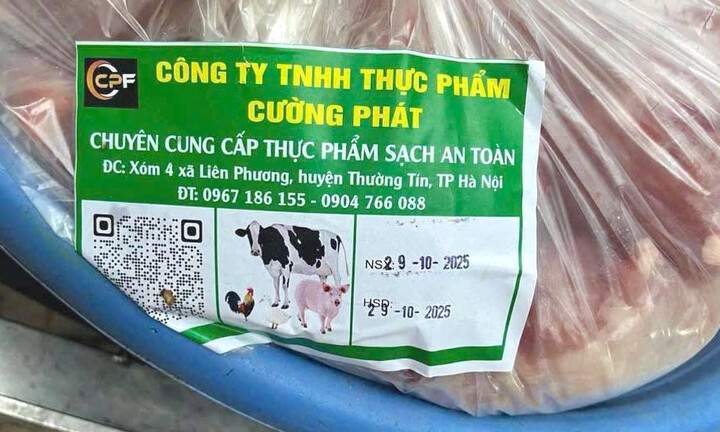 CPF
CÔNG TY TNHH THỰC PHẨM
CƯỜNG PHÁT
CHUYÊN CUNG CẤP THỰC PHẨM SẠCH AN TOÀN
ĐC: Xóm 4 xã Liên Phương, huyện Thường Tín, TP Hà Nội
ĐT: 0967 186 155 - 0904 766 088
NSX: 29 -10- 2025
HSD:
29 -10- 2025